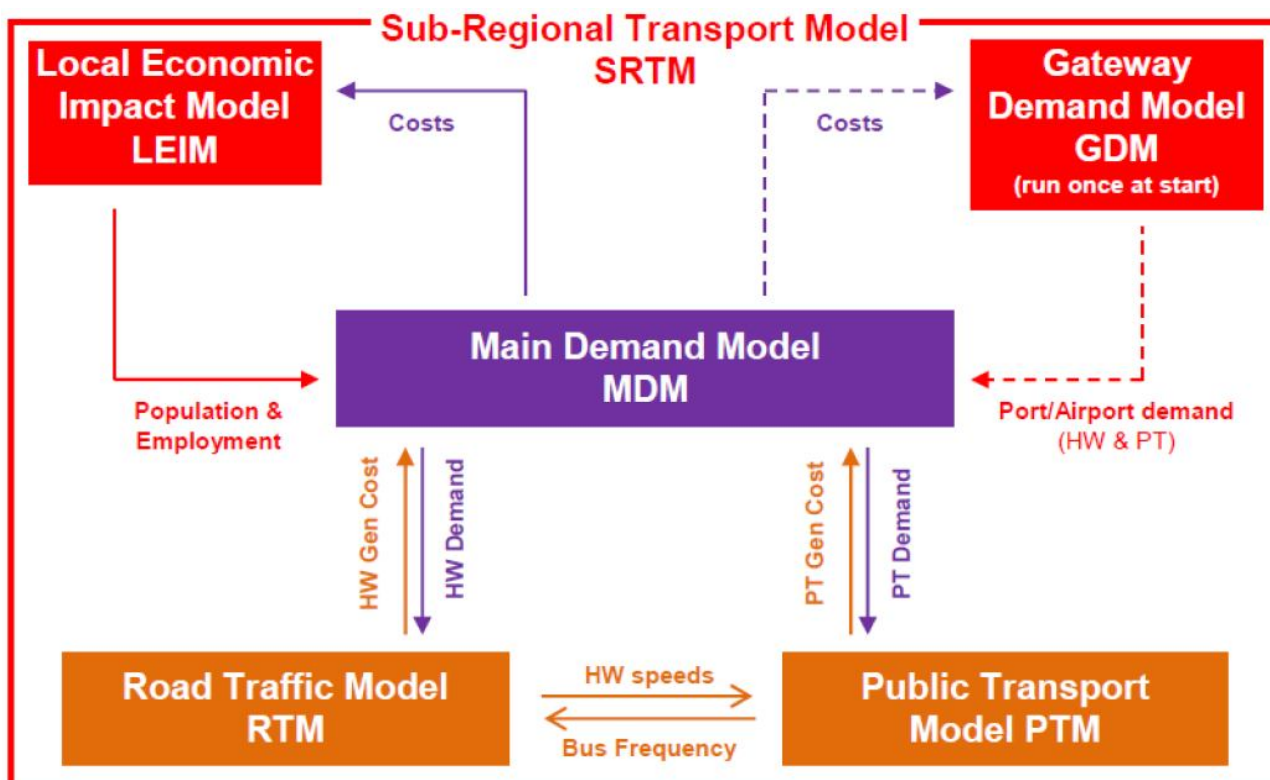 Sub-Regional Transport Model
SRTM
Local Economic
Impact Model
LEIM
Costs
Costs
Gateway
Demand Model
GDM
(run once at start)
Main Demand Model
MDM
Population &
Employment
Port/Airport demand
(HW & PT)
HW Gen Cost
HW Demand
PT Gen Cost
PT Demand
Road Traffic Model
RTM
HW speeds
Bus Frequency
Public Transport
Model PTM